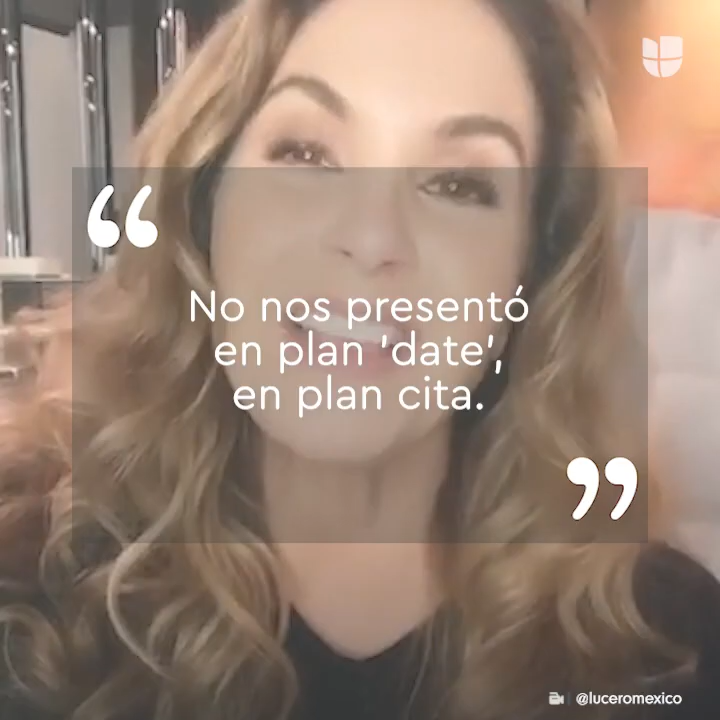 “
No nos presentó
en plan 'date',
en plan cita.
”
@luceromexico